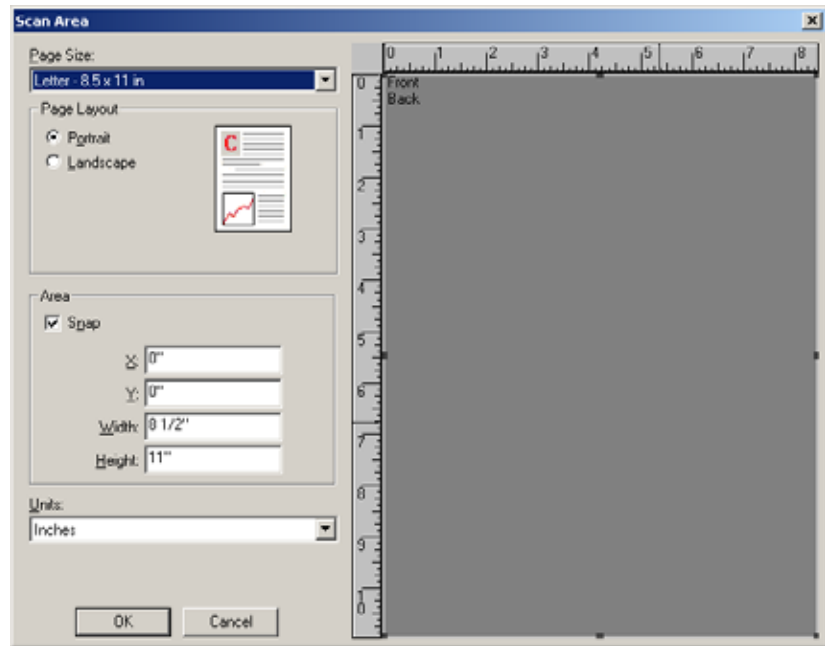 Scan Area
Page Size:
Letter - 8.5 x 11 in
Page Layout
Portrait
Landscape
C
Area
Snap
X: 0"
Y: 0"
Width: 8 1/2"
Height: 11"
Units:
Inches
OK Cancel
0 1 2 3 4 5 6 7 8
Front
Back
0
1
2
3
4
5
6
7
8
9
10